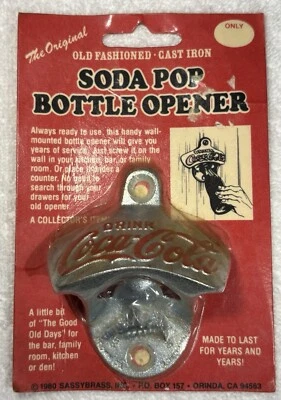 The Original
ONLY
OLD FASHIONED - CAST IRON
SODA POP
BOTTLE OPENER
Always ready to use, this handy wall-
mounted bottle opener will give you
years of service. Just screw it on the
wall in your kitchen, bar, or family
room. Or place it under a
counter. No need to
search through your
drawers for your
old opener.
A COLLECTOR'S ITEM
DRINK
Coca-Cola
Coca-Cola
A little bit
of "The Good
Old Days" for
the bar, family
room, kitchen
or den!
MADE TO LAST
FOR YEARS AND
YEARS!
© 1980 SASSYBRASS, P.O. BOX 157 - ORINDA, CA 94563